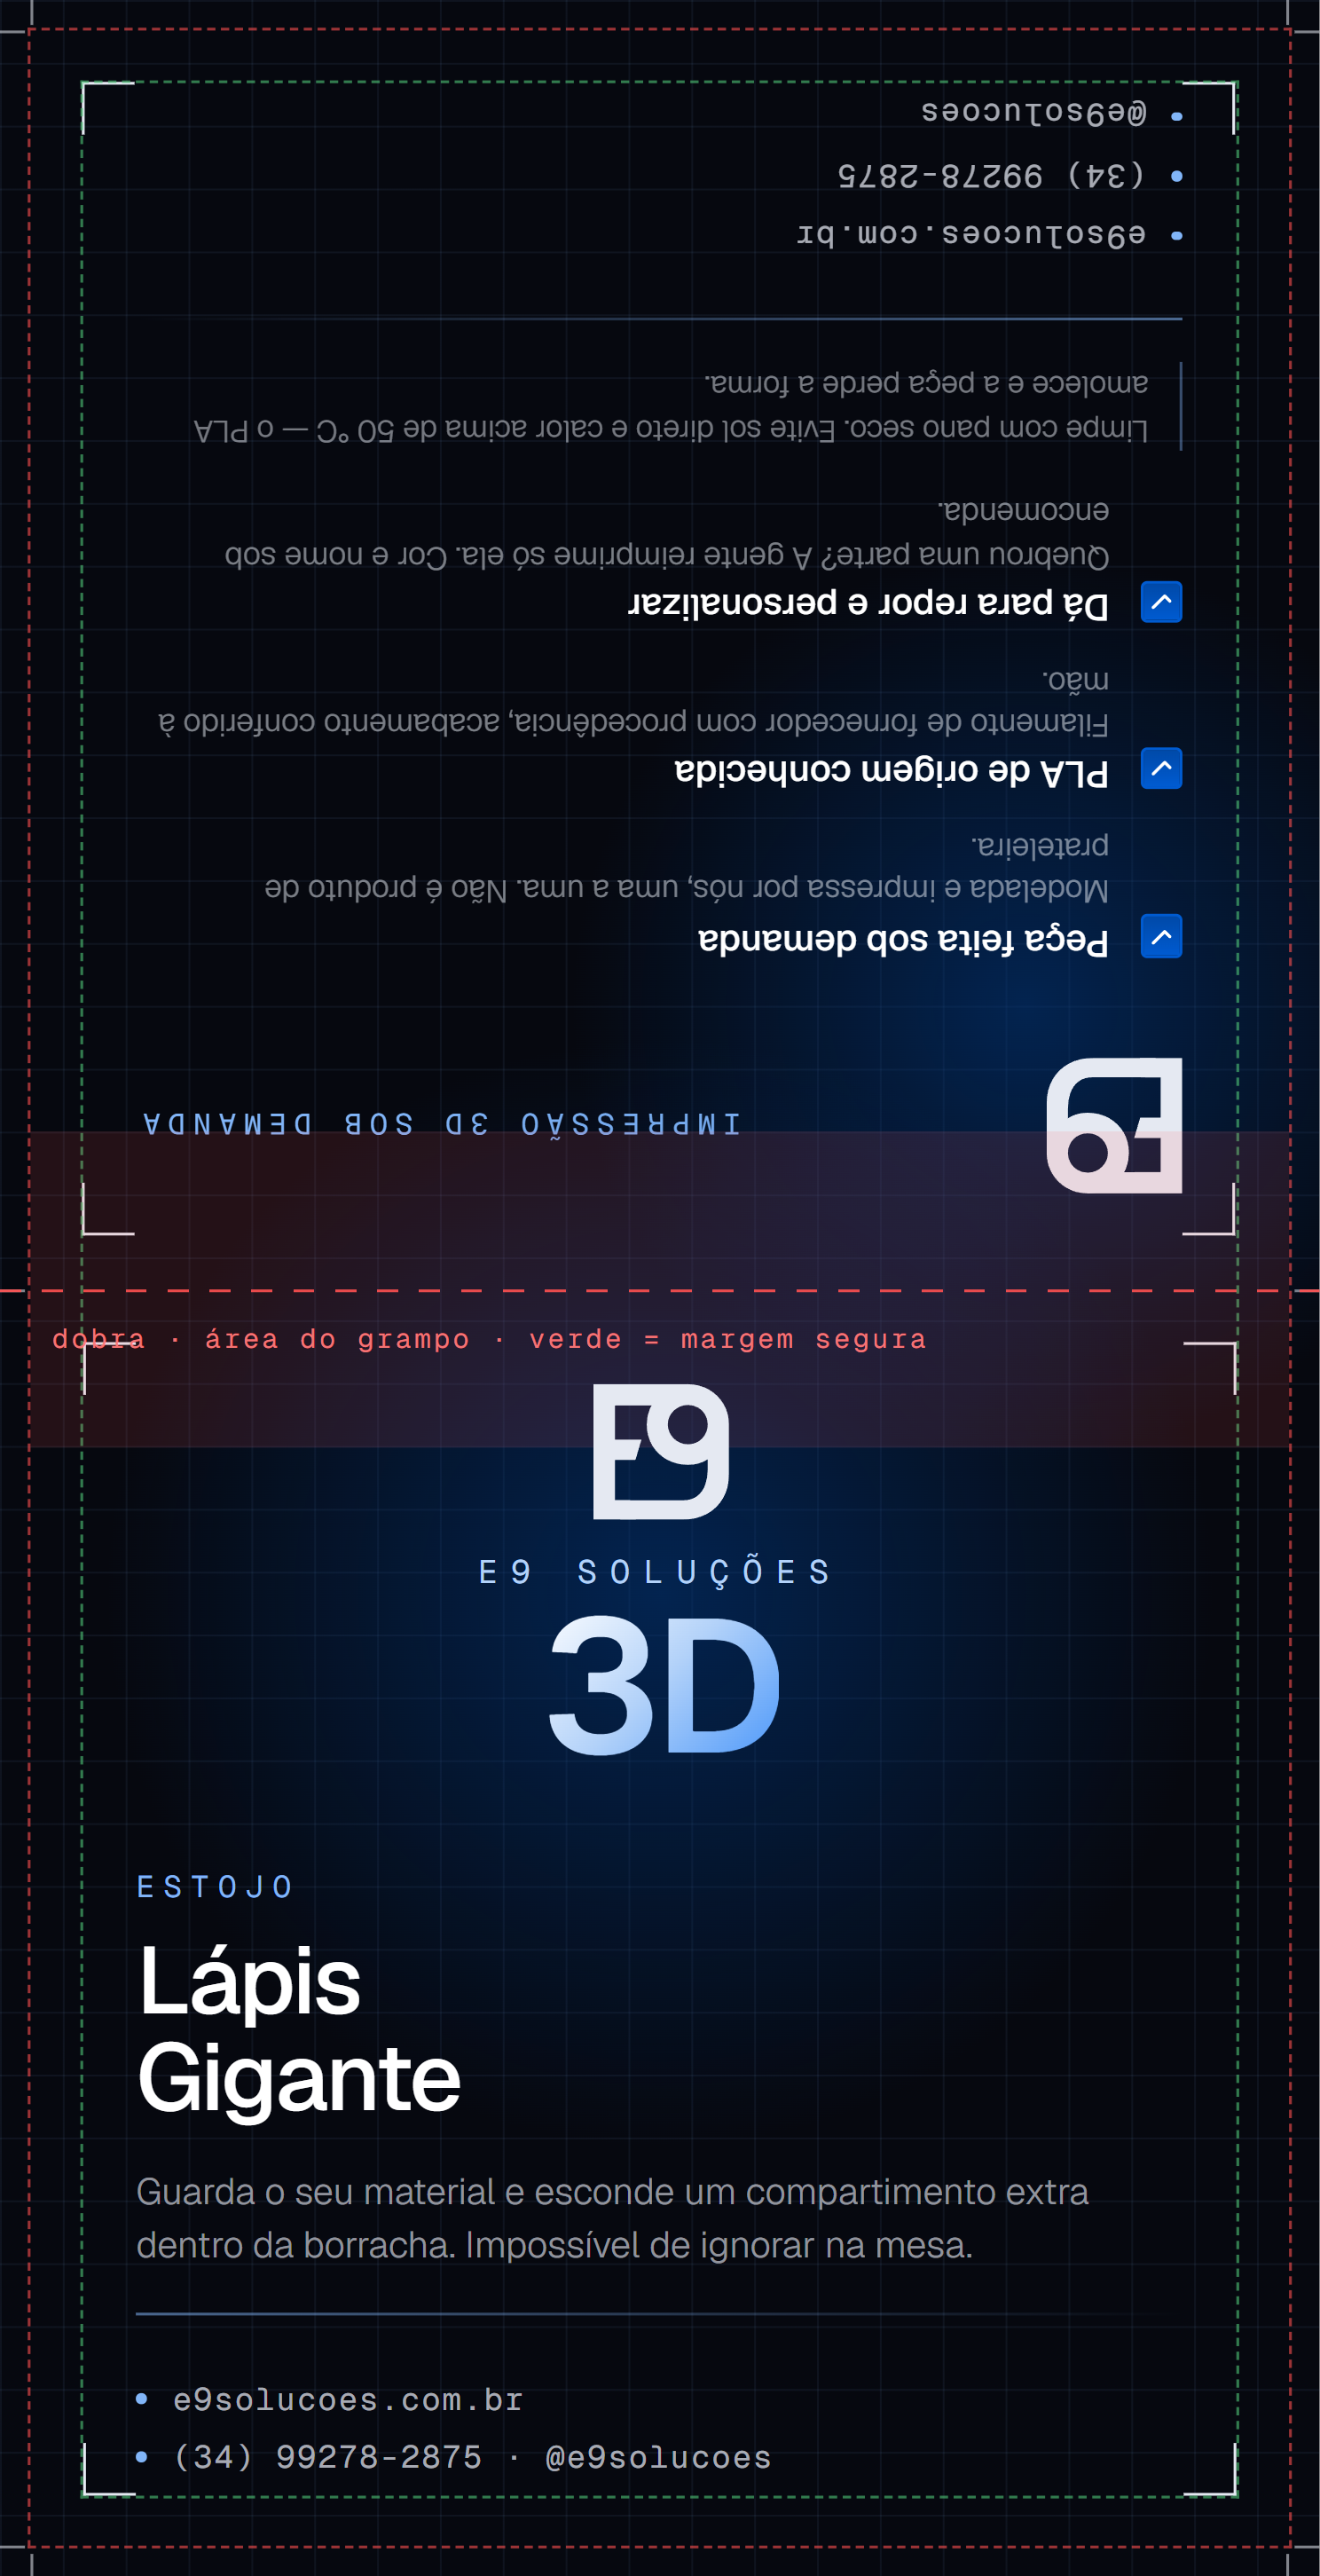 E9
IMPRESSÃO 3D SOB DEMANDA
Peça feita sob demanda
Modelada e impressa por nós, uma a uma. Não é produto de
prateleira.
PLA de origem conhecida
Filamento de fornecedor com procedência, acabamento conferido à
mão.
Dá para repor e personalizar
Quebrou uma parte? A gente reimprime só ela. Cor e nome sob
encomenda.
Limpe com pano seco. Evite sol direto e calor acima de 50 °C — o PLA
amolece e a peça perde a forma.
e9solucoes.com.br
(34) 99278-2875
@e9solucoes
dobra · área do grampo · verde = margem segura
E9
E9 SOLUÇÕES
3D
ESTOJO
Lápis
Gigante
Guarda o seu material e esconde um compartimento extra
dentro da borracha. Impossível de ignorar na mesa.
e9solucoes.com.br
(34) 99278-2875 · @e9solucoes